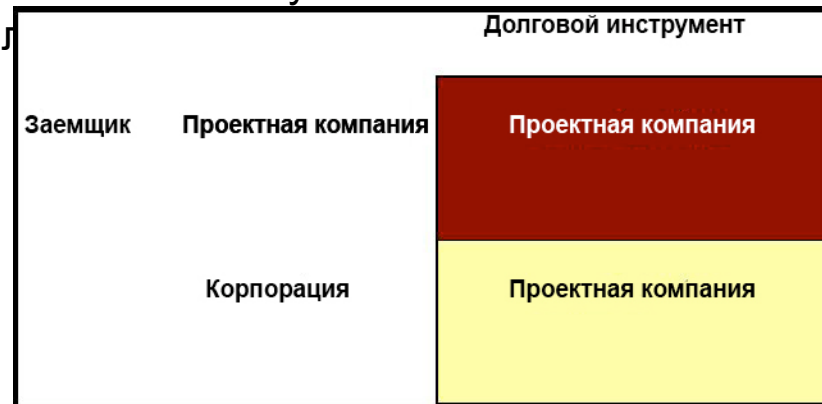 Долговой инструмент
Заемщик Проектная компания Проектная компания
Корпорация Проектная компания